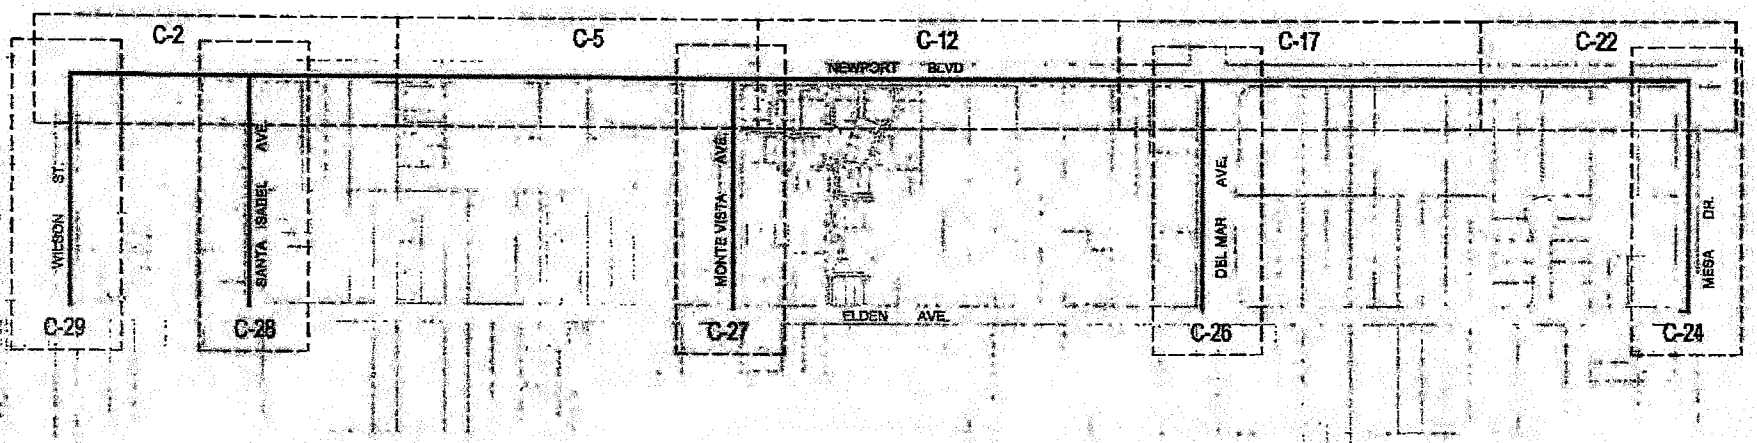 C-2
C-5
C-12
C-17
C-22
NEWPORT BLVD
WILSON ST.
SANTA ISABEL AVE.
MONTE VISTA AVE.
DEL MAR AVE.
MESA DR.
ELDEN AVE.
C-29
C-28
C-27
C-26
C-24